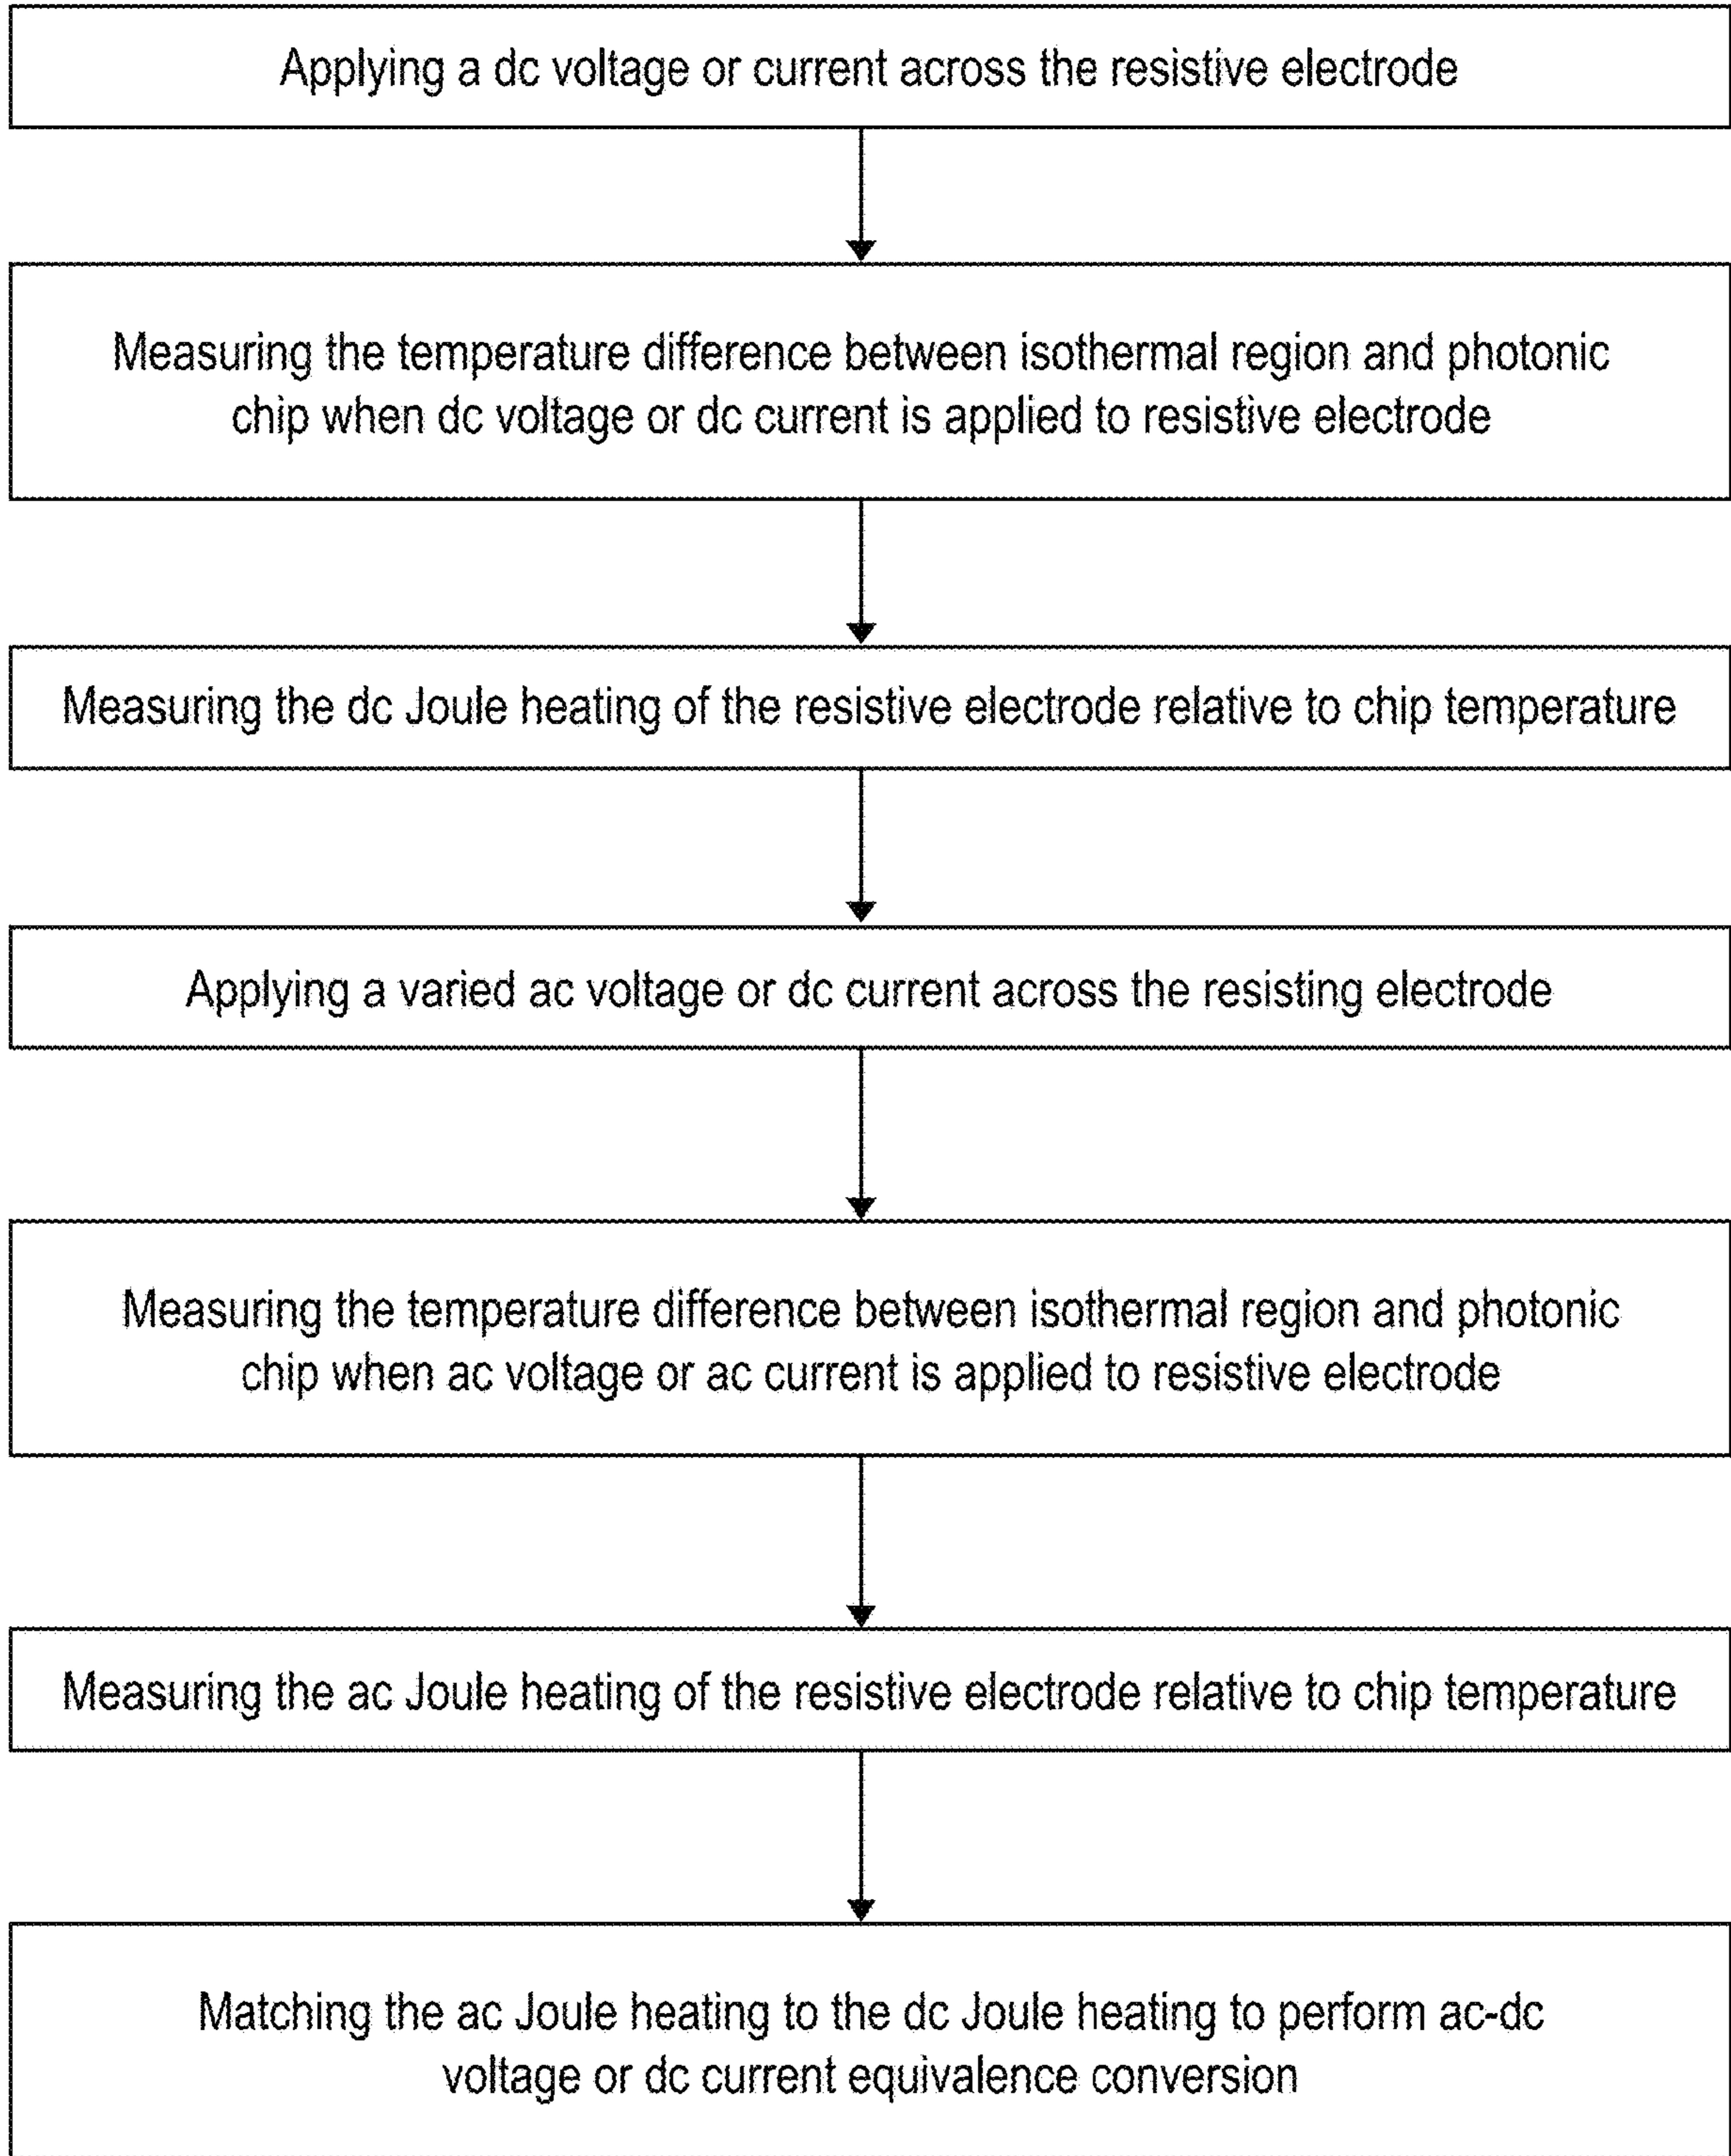 Applying a dc voltage or current across the resistive electrode
Measuring the temperature difference between isothermal region and photonic
chip when dc voltage or dc current is applied to resistive electrode
Measuring the dc Joule heating of the resistive electrode relative to chip temperature
Applying a varied ac voltage or dc current across the resisting electrode
Measuring the temperature difference between isothermal region and photonic
chip when ac voltage or ac current is applied to resistive electrode
Measuring the ac Joule heating of the resistive electrode relative to chip temperature
Matching the ac Joule heating to the dc Joule heating to perform ac-dc
voltage or dc current equivalence conversion